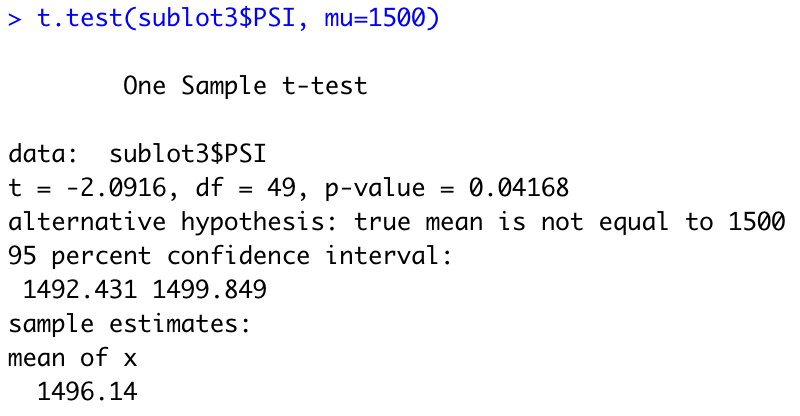 > t.test(sublot3$PSI, mu=1500)
One Sample t-test
data:  sublot3$PSI
t = -2.0916, df = 49, p-value = 0.04168
alternative hypothesis: true mean is not equal to 1500
95 percent confidence interval:
1492.431 1499.849
sample estimates:
mean of x
1496.14